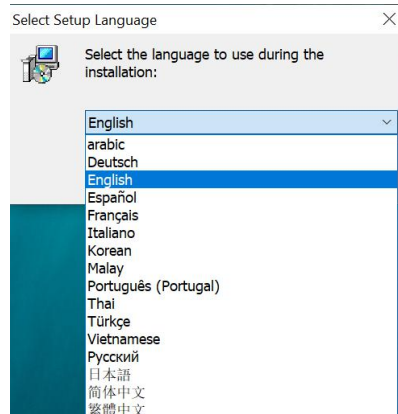 Select Setup Language
Select the language to use during the
installation:
English
arabic
Deutsch
English
Español
Français
Italiano
Korean
Malay
Português (Portugal)
Thai
Türkçe
Vietnamese
Русский
日本語
简体中文
繁體中文